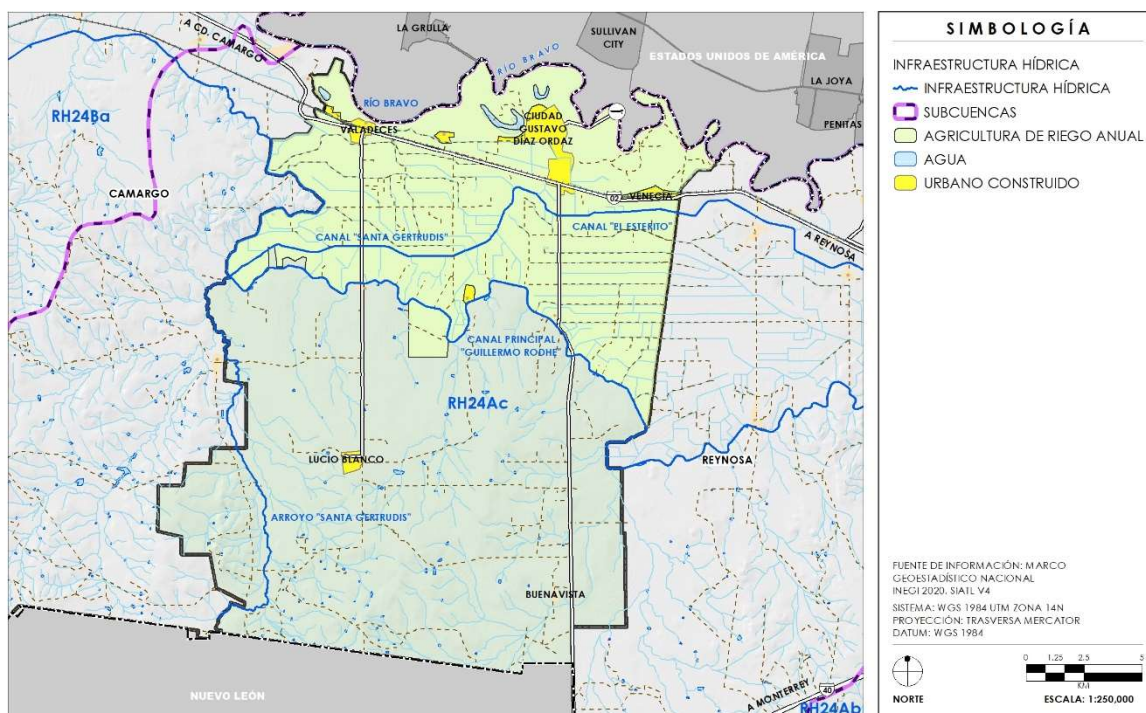 A CD. CAMARGO
LA GRULLA
SULLIVAN
CITY
ESTADOS UNIDOS DE AMÉRICA
RÍO BRAVO
LA JOYA
PENITAS
RH24Ba
RÍO BRAVO
VALADECES
CIUDAD
GUSTAVO
DÍAZ ORDAZ
CAMARGO
02
VENECIA
CANAL "SANTA GERTRUDIS"
CANAL "EL ESTERITO"
A REYNOSA
CANAL PRINCIPAL
"GUILLERMO RODHE"
RH24Ac
LUCIO BLANCO
REYNOSA
ARROYO "SANTA GERTRUDIS"
BUENAVISTA
NUEVO LEÓN
A MONTERREY
40
RH24Ab
SIMBOLOGÍA
INFRAESTRUCTURA HÍDRICA
INFRAESTRUCTURA HÍDRICA
SUBCUENCAS
AGRICULTURA DE RIEGO ANUAL
AGUA
URBANO CONSTRUIDO
FUENTE DE INFORMACIÓN: MARCO
GEOESTADÍSTICO NACIONAL
INEGI 2020. SIATL V4
SISTEMA: WGS 1984 UTM ZONA 14N
PROYECCIÓN: TRASVERSA MERCATOR
DATUM: WGS 1984
NORTE
0 1.25 2.5 5
KM
ESCALA: 1:250,000